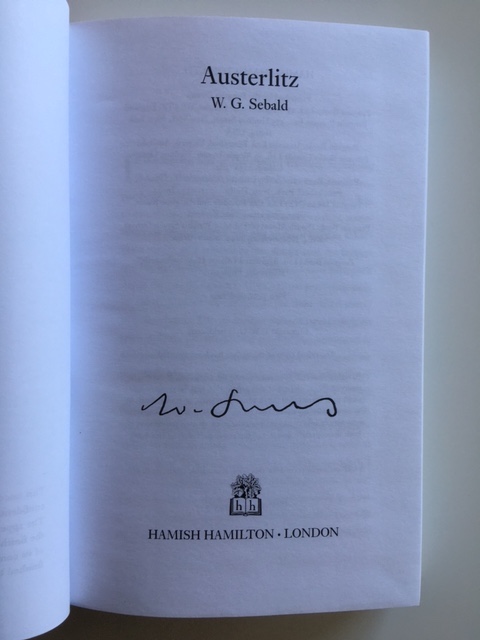 Austerlitz
W. G. Sebald
h h
HAMISH HAMILTON • LONDON